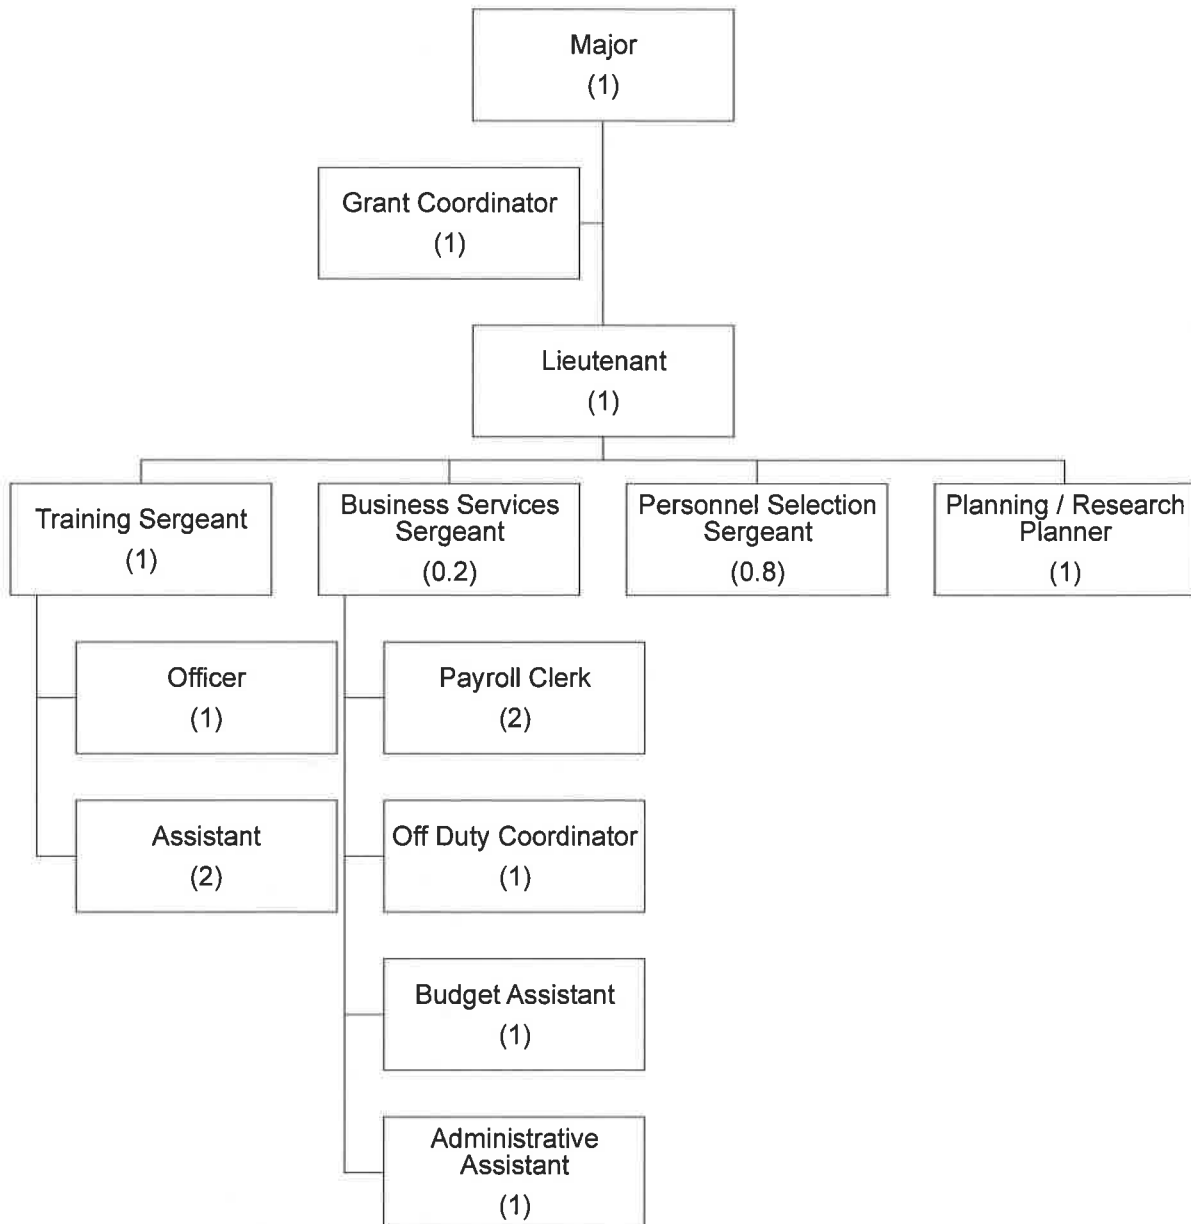 Major
(1)
Grant Coordinator
(1)
Lieutenant
(1)
Training Sergeant
(1)
Business Services
Sergeant
(0.2)
Personnel Selection
Sergeant
(0.8)
Planning / Research
Planner
(1)
Officer
(1)
Assistant
(2)
Payroll Clerk
(2)
Off Duty Coordinator
(1)
Budget Assistant
(1)
Administrative
Assistant
(1)